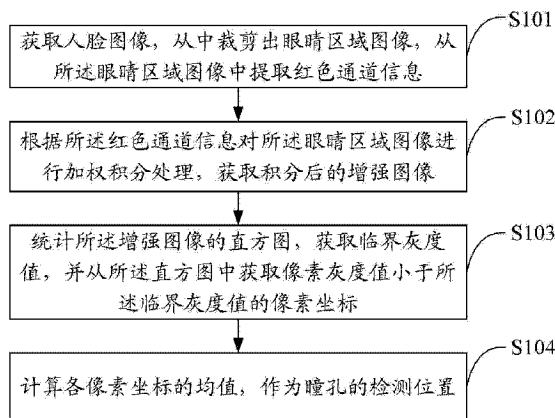 S101
获取人脸图像，从中裁剪出眼睛区域图像，从
所述眼睛区域图像中提取红色通道信息
S102
根据所述红色通道信息对所述眼睛区域图像进
行加权积分处理，获取积分后的增强图像
S103
统计所述增强图像的直方图，获取临界灰度
值，并从所述直方图中获取像素灰度值小于所
述临界灰度值的像素坐标
S104
计算各像素坐标的均值，作为瞳孔的检测位置